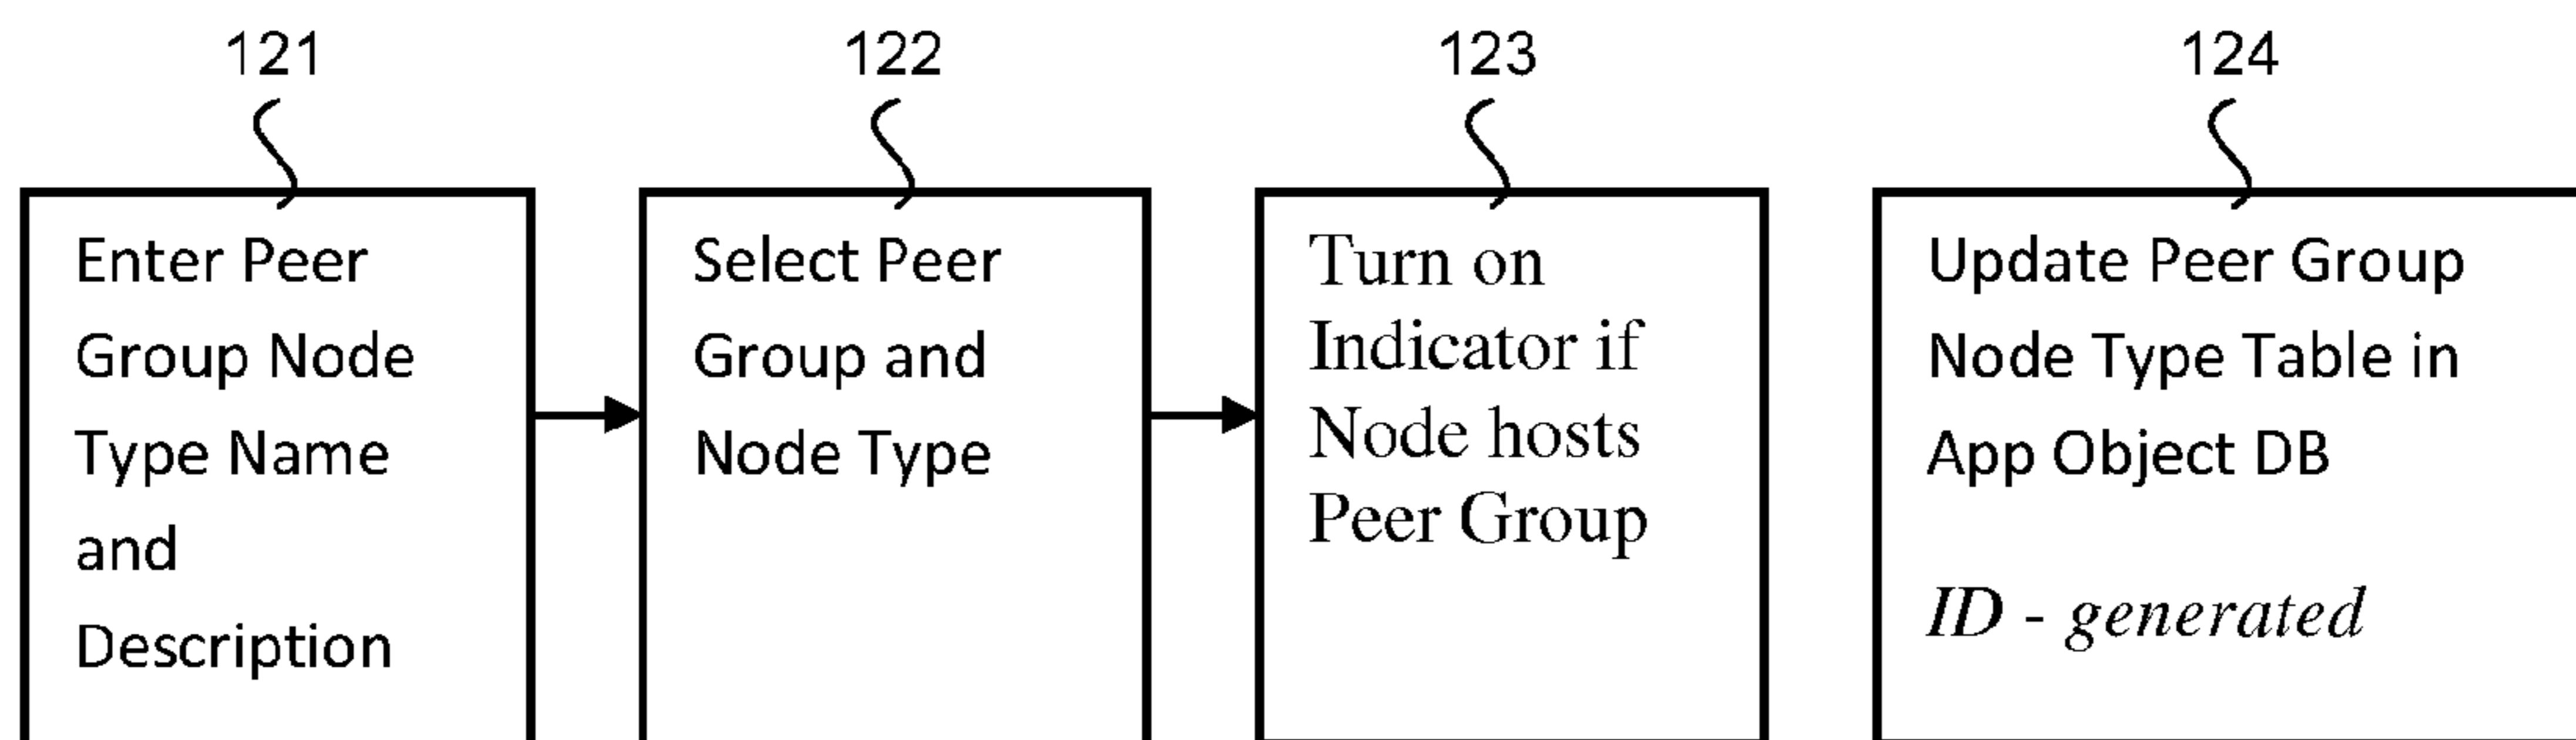 121
122
123
124
Enter Peer
Group Node
Type Name
and
Description
Select Peer
Group and
Node Type
Turn on
Indicator if
Node hosts
Peer Group
Update Peer Group
Node Type Table in
App Object DB
ID - generated